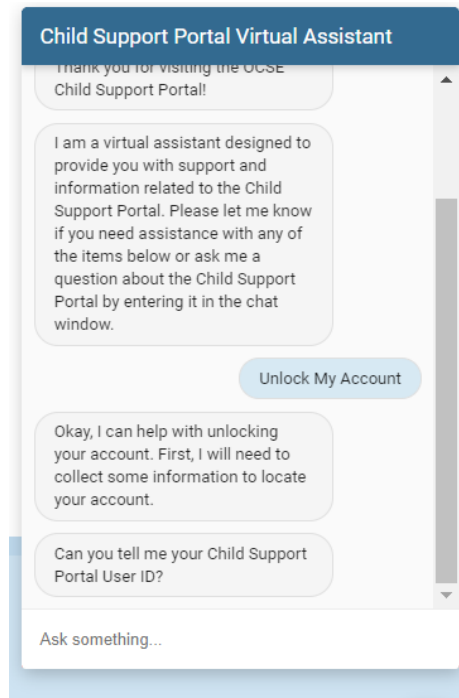 Child Support Portal Virtual Assistant
Thank you for visiting the OCSE
Child Support Portal!
I am a virtual assistant designed to
provide you with support and
information related to the Child
Support Portal. Please let me know
if you need assistance with any of
the items below or ask me a
question about the Child Support
Portal by entering it in the chat
window.
Unlock My Account
Okay, I can help with unlocking
your account. First, I will need to
collect some information to locate
your account.
Can you tell me your Child Support
Portal User ID?
Ask something...